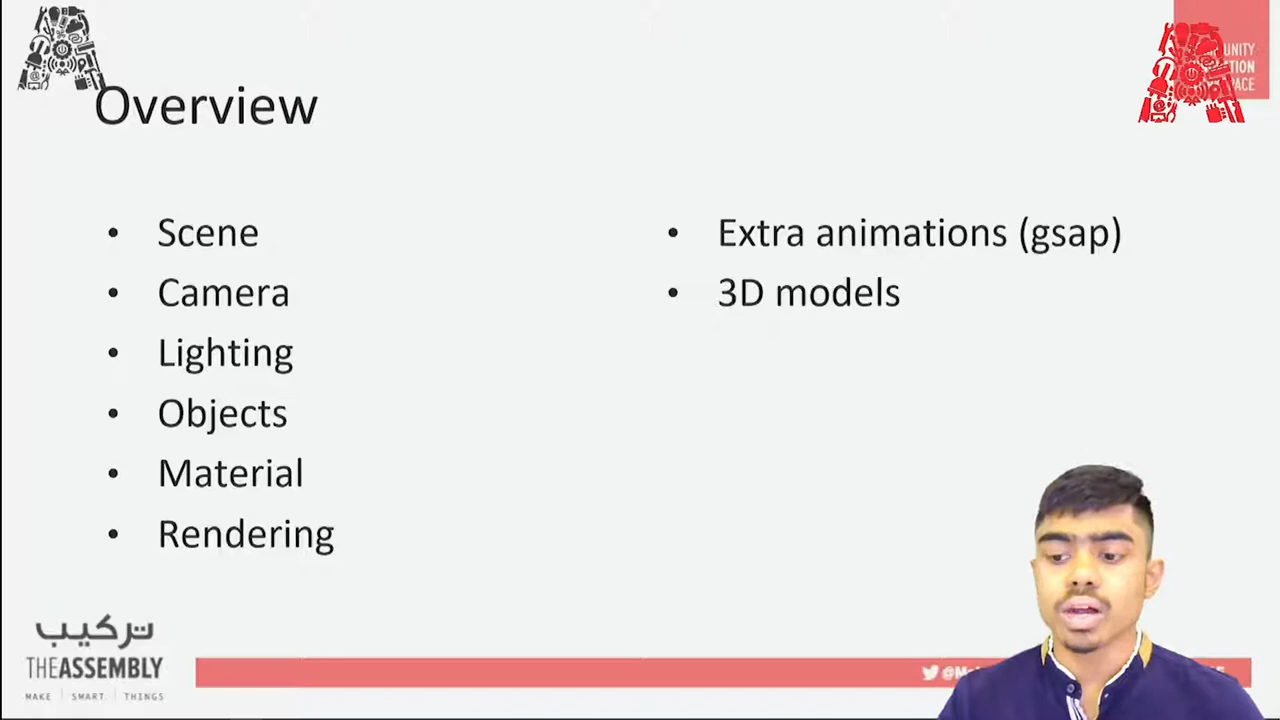 Overview
• Scene
• Camera
• Lighting
• Objects
• Material
• Rendering
• Extra animations (gsap)
• 3D models
تركيب
THEASSEMBLY
MAKE | SMART | THINGS